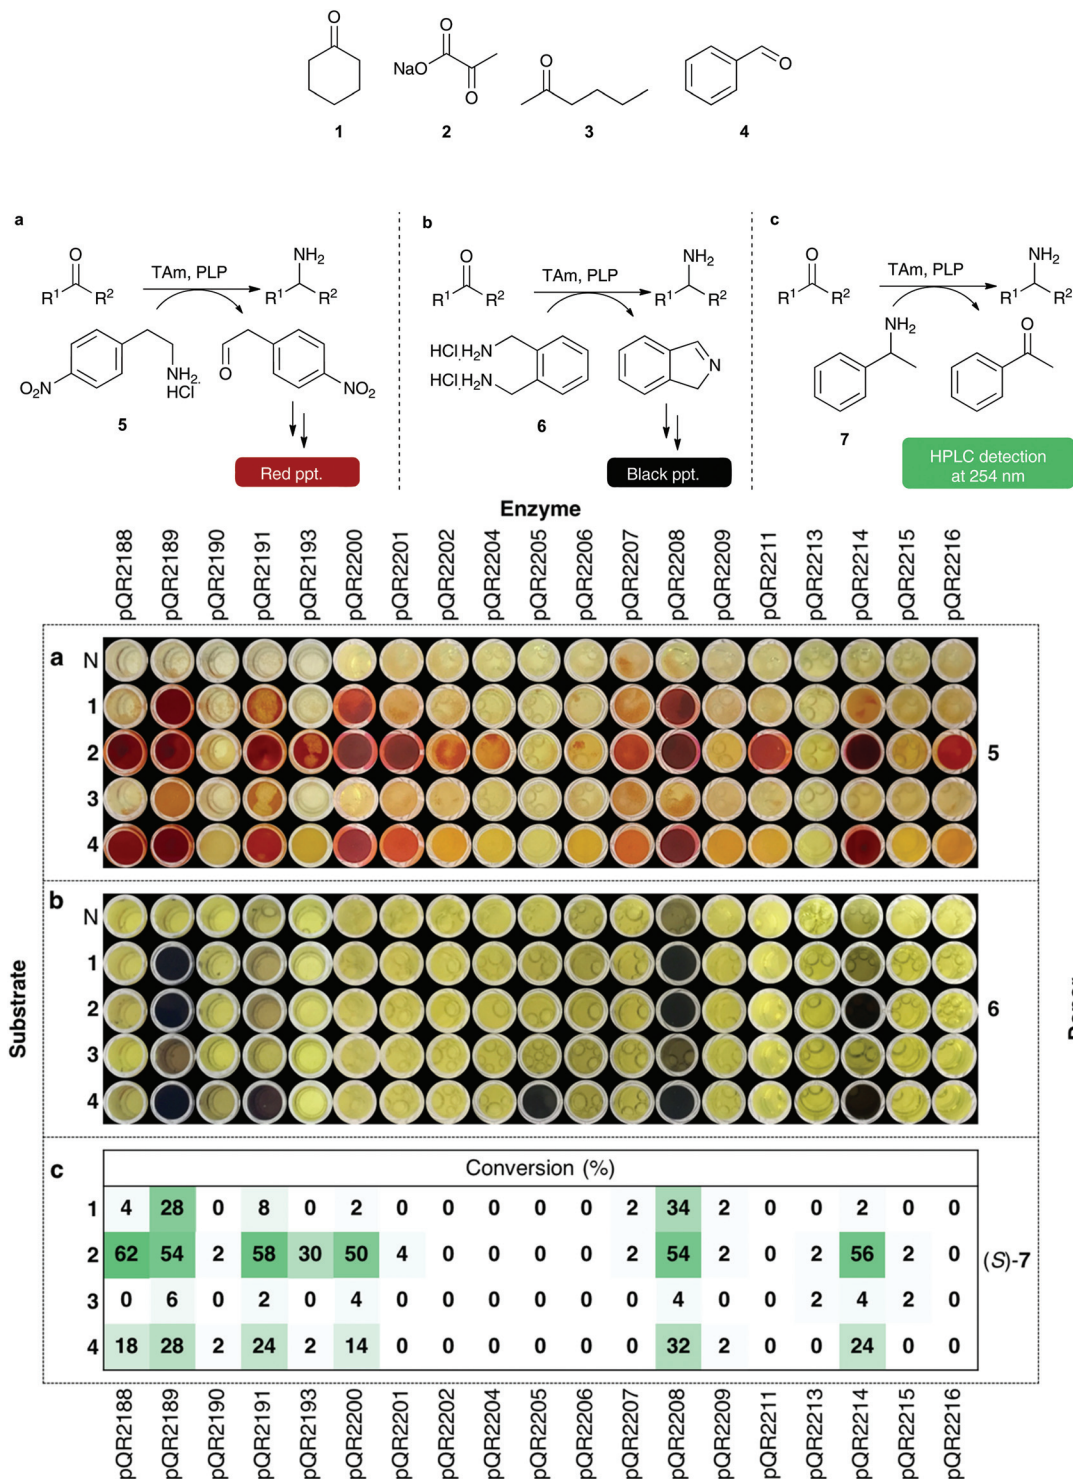 O
O
NaO
O
O
O
1
2
3
4
a
O
R¹ R²
TAm, PLP
NH₂
R¹ R²
O₂N
NH₂.
HCl
O
NO₂
5
Red ppt.
b
O
R¹ R²
TAm, PLP
NH₂
R¹ R²
HCl.H₂N
HCl.H₂N
N
6
Black ppt.
c
O
R¹ R²
TAm, PLP
NH₂
R¹ R²
NH₂
O
7
HPLC detection
at 254 nm
Enzyme
pQR2188 pQR2189 pQR2190 pQR2191 pQR2193 pQR2200 pQR2201 pQR2202 pQR2204 pQR2205 pQR2206 pQR2207 pQR2208 pQR2209 pQR2211 pQR2213 pQR2214 pQR2215 pQR2216
a N
1
2 5
3
4
Substrate
b N
1
2 6
3
4
c Conversion (%)
1 4 28 0 8 0 2 0 0 0 0 0 2 34 2 0 0 2 0 0
2 62 54 2 58 30 50 4 0 0 0 0 2 54 2 0 2 56 2 0 (S)-7
3 0 6 0 2 0 4 0 0 0 0 0 0 4 0 0 2 4 2 0
4 18 28 2 24 2 14 0 0 0 0 0 0 32 2 0 0 24 0 0
pQR2188 pQR2189 pQR2190 pQR2191 pQR2193 pQR2200 pQR2201 pQR2202 pQR2204 pQR2205 pQR2206 pQR2207 pQR2208 pQR2209 pQR2211 pQR2213 pQR2214 pQR2215 pQR2216